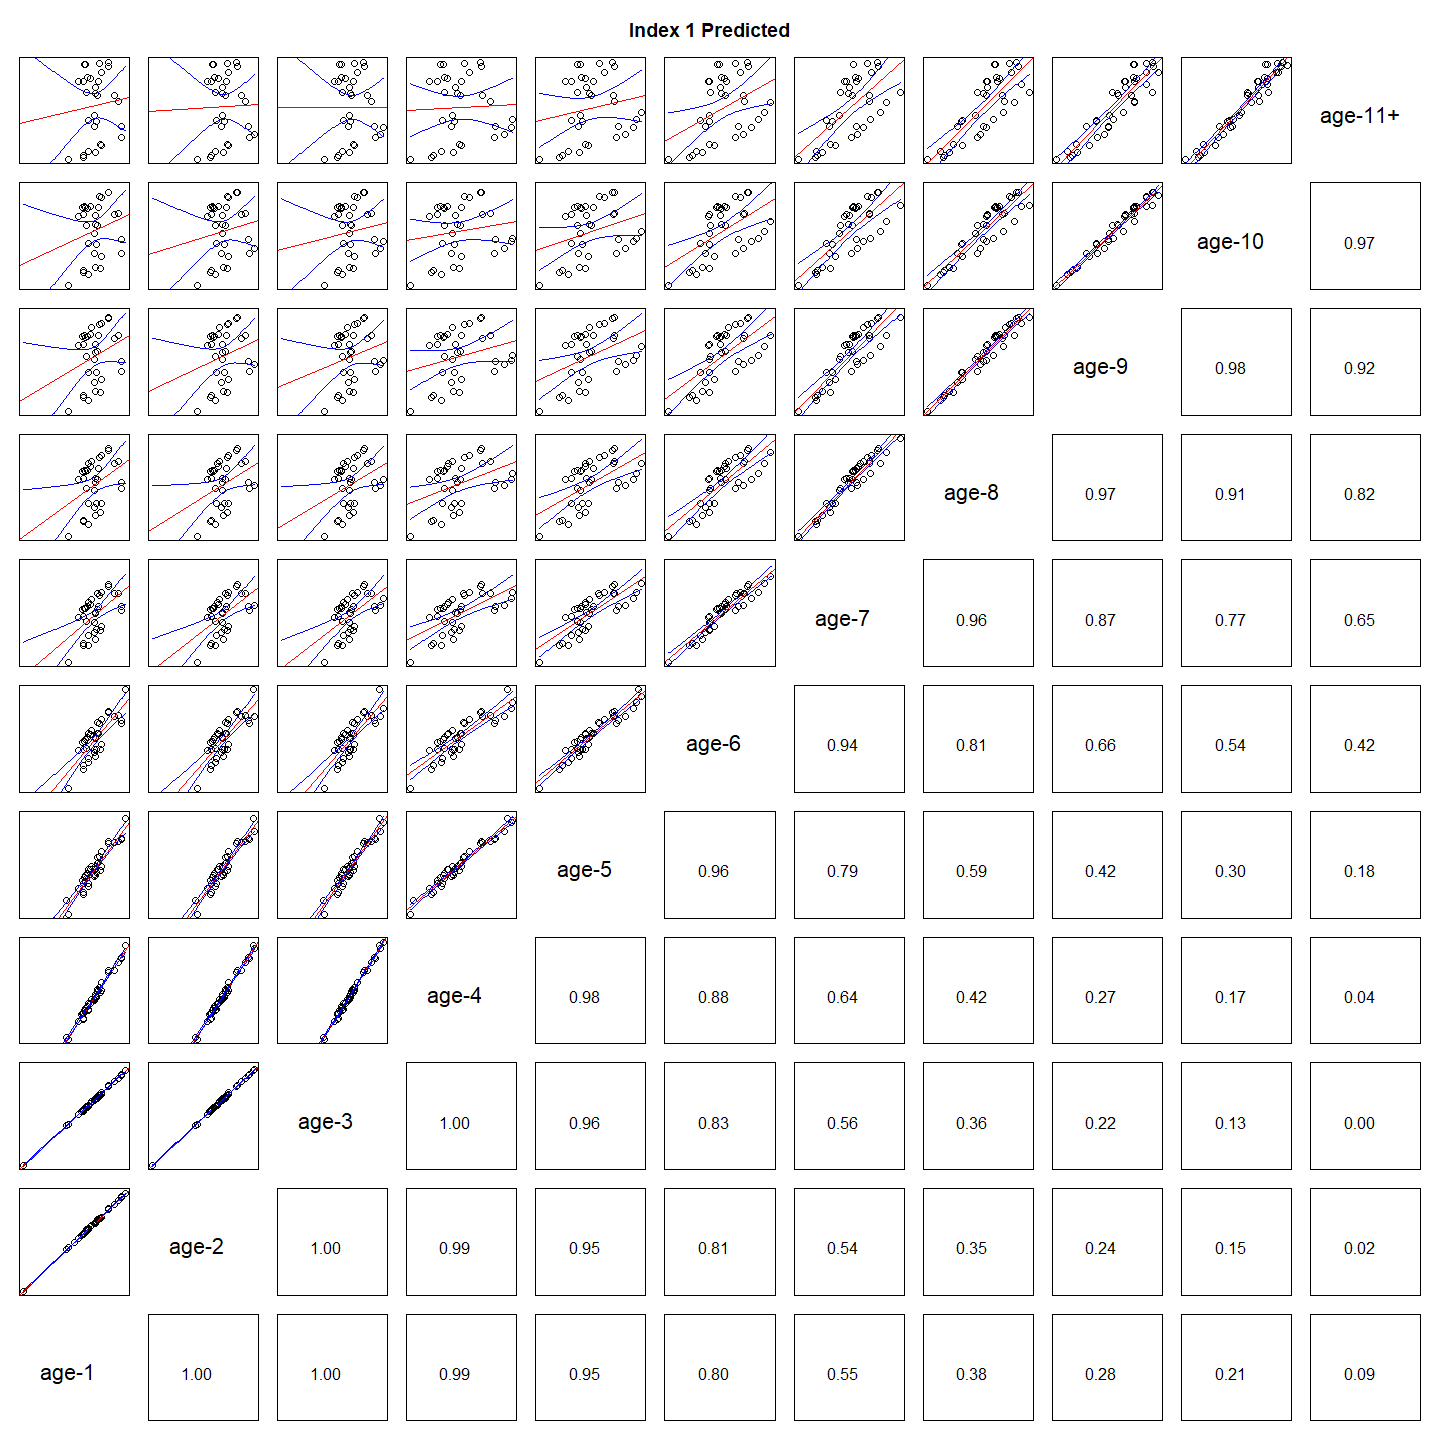 Index 1 Predicted
age-11+
age-10 0.97
age-9 0.98 0.92
age-8 0.97 0.91 0.82
age-7 0.96 0.87 0.77 0.65
age-6 0.94 0.81 0.66 0.54 0.42
age-5 0.96 0.79 0.59 0.42 0.30 0.18
age-4 0.98 0.88 0.64 0.42 0.27 0.17 0.04
age-3 1.00 0.96 0.83 0.56 0.36 0.22 0.13 0.00
age-2 1.00 0.99 0.95 0.81 0.54 0.35 0.24 0.15 0.02
age-1 1.00 1.00 0.99 0.95 0.80 0.55 0.38 0.28 0.21 0.09